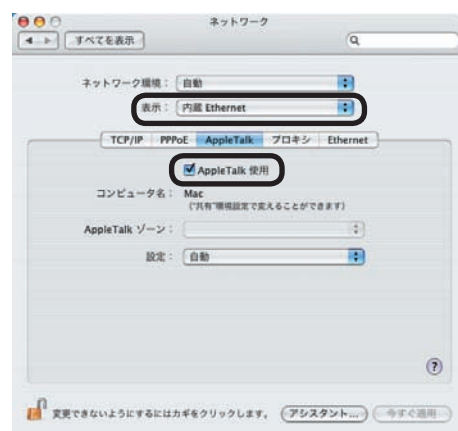 ネットワーク
すべてを表示
ネットワーク環境： 自動
表示： 内蔵 Ethernet
TCP/IP PPPoE AppleTalk プロキシ Ethernet
AppleTalk 使用
コンピュータ名： Mac
("共有"環境設定で変えることができます)
AppleTalk ゾーン：
設定： 自動
?
変更できないようにするにはカギをクリックします。 アシスタント... 今すぐ適用